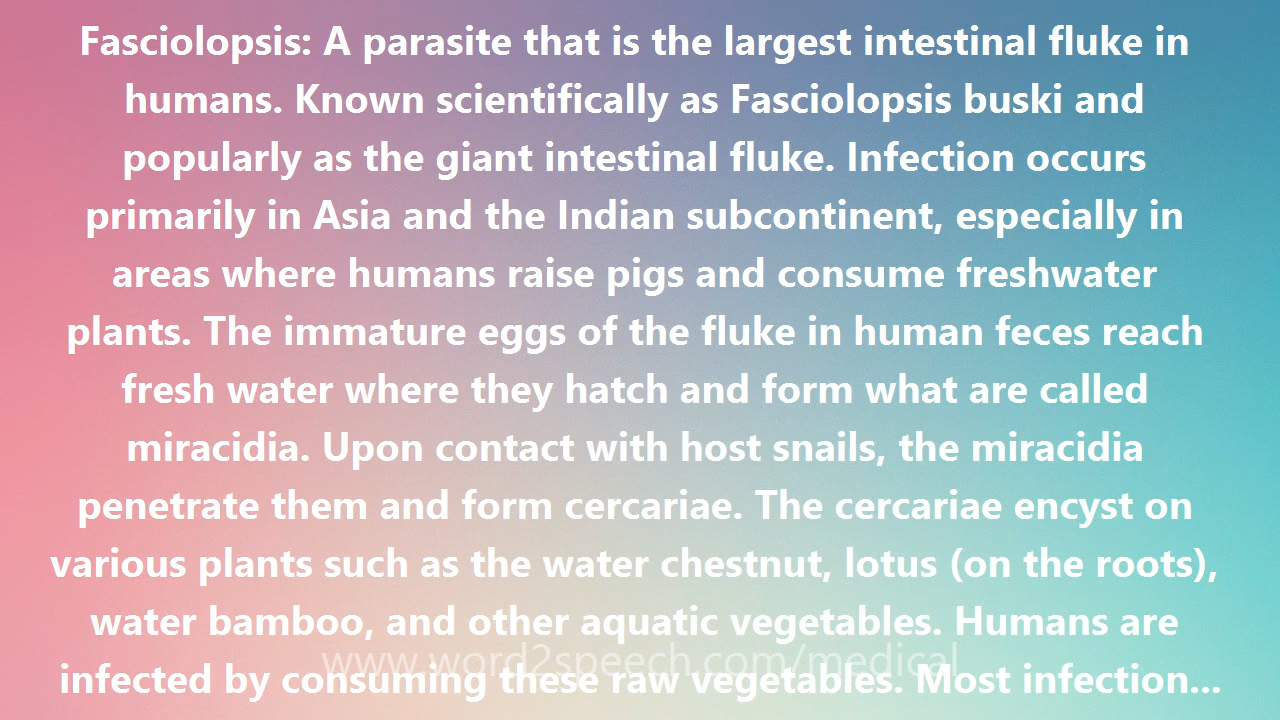 Fasciolopsis: A parasite that is the largest intestinal fluke in
humans. Known scientifically as Fasciolopsis buski and
popularly as the giant intestinal fluke. Infection occurs
primarily in Asia and the Indian subcontinent, especially in
areas where humans raise pigs and consume freshwater
plants. The immature eggs of the fluke in human feces reach
fresh water where they hatch and form what are called
miracidia. Upon contact with host snails, the miracidia
penetrate them and form cercariae. The cercariae encyst on
various plants such as the water chestnut, lotus (on the roots),
water bamboo, and other aquatic vegetables. Humans are
www.word2speech.com/medical
infected by consuming these raw vegetables. Most infection...